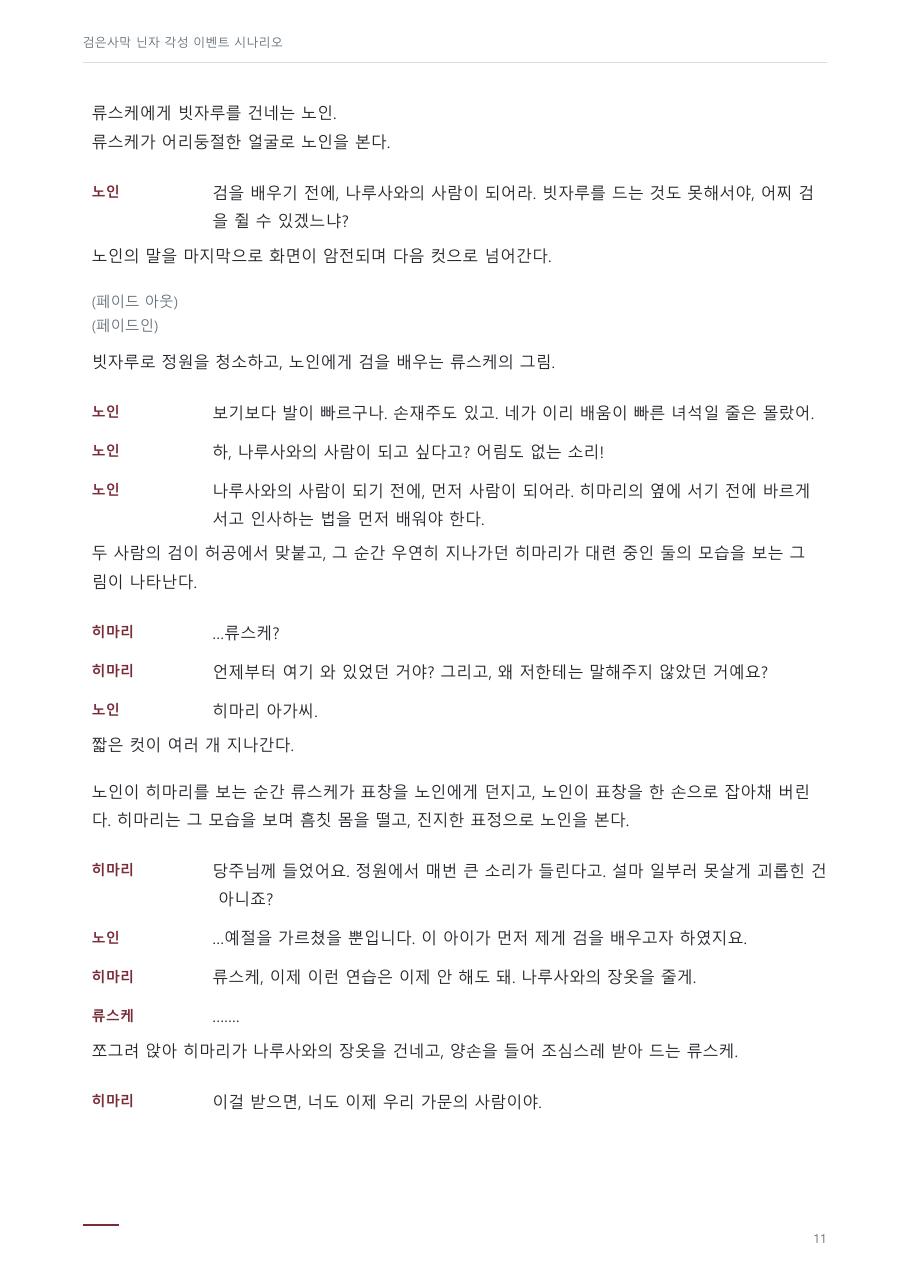 검은사막 닌자 각성 이벤트 시나리오
류스케에게 빗자루를 건네는 노인.
류스케가 어리둥절한 얼굴로 노인을 본다.
노인 검을 배우기 전에, 나루사와의 사람이 되어라. 빗자루를 드는 것도 못해서야, 어찌 검
을 쥘 수 있겠느냐?
노인의 말을 마지막으로 화면이 암전되며 다음 컷으로 넘어간다.
(페이드 아웃)
(페이드인)
빗자루로 정원을 청소하고, 노인에게 검을 배우는 류스케의 그림.
노인 보기보다 발이 빠르구나. 손재주도 있고. 네가 이리 배움이 빠른 녀석일 줄은 몰랐어.
노인 하, 나루사와의 사람이 되고 싶다고? 어림도 없는 소리!
노인 나루사와의 사람이 되기 전에, 먼저 사람이 되어라. 히마리의 옆에 서기 전에 바르게
서고 인사하는 법을 먼저 배워야 한다.
두 사람의 검이 허공에서 맞붙고, 그 순간 우연히 지나가던 히마리가 대련 중인 둘의 모습을 보는 그
림이 나타난다.
히마리 ...류스케?
히마리 언제부터 여기 와 있었던 거야? 그리고, 왜 저한테는 말해주지 않았던 거예요?
노인 히마리 아가씨.
짧은 컷이 여러 개 지나간다.
노인이 히마리를 보는 순간 류스케가 표창을 노인에게 던지고, 노인이 표창을 한 손으로 잡아채 버린
다. 히마리는 그 모습을 보며 흠칫 몸을 떨고, 진지한 표정으로 노인을 본다.
히마리 당주님께 들었어요. 정원에서 매번 큰 소리가 들린다고. 설마 일부러 못살게 괴롭힌 건
아니죠?
노인 ...예절을 가르쳤을 뿐입니다. 이 아이가 먼저 제게 검을 배우고자 하였지요.
히마리 류스케, 이제 이런 연습은 이제 안 해도 돼. 나루사와의 장옷을 줄게.
류스케 .......
쪼그려 앉아 히마리가 나루사와의 장옷을 건네고, 양손을 들어 조심스레 받아 드는 류스케.
히마리 이걸 받으면, 너도 이제 우리 가문의 사람이야.
11